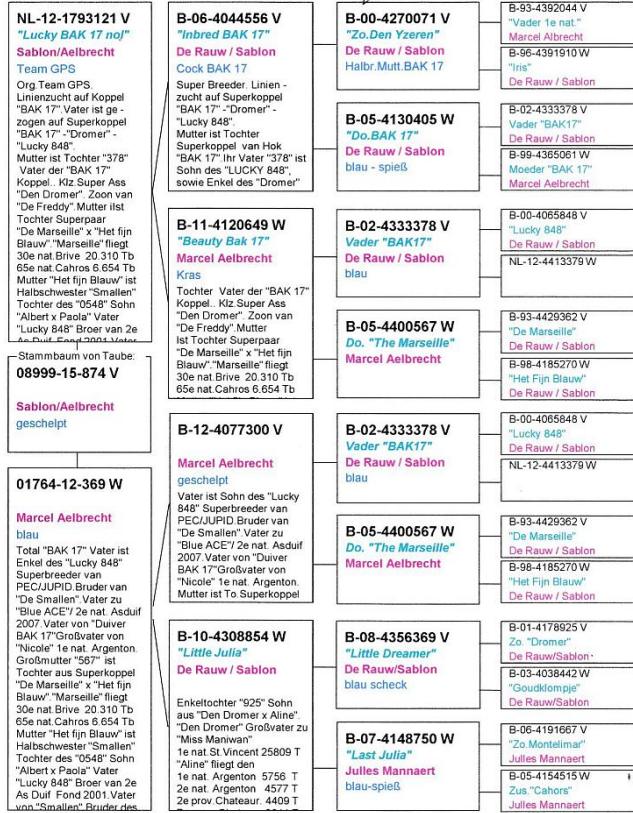 NL-12-1793121 V
"Lucky BAK 17 no|"
Sablon/Aelbrecht
Team GPS
Org.Team GPS.
Linienzucht auf Koppel
"BAK 17".Vater ist ge -
zogen auf Superkoppel
"BAK 17" -"Dromer" -
"Lucky 848".
Mutter ist Tochter "378"
Vater der "BAK 17"
Koppel.. Klz.Super Ass
"Den Dromer". Zoon van
"De Freddy".Mutter ilst
Tochter Superpaar
"De Marseille" x "Het fijn
Blauw"."Marseille"fliegt
30e nat.Brive 20.310 Tb
65e nat.Cahros 6.654 Tb
Mutter "Het fijn Blauw" ist
Halbschwester "Smallen"
Tochter des "0548" Sohn
"Albert x Paola" Vater
"Lucky 848" Broer van 2e
As Duif Fond 2001.Vater
Stammbaum von Taube:
08999-15-874 V
Sablon/Aelbrecht
geschelpt
01764-12-369 W
Marcel Aelbrecht
blau
Total "BAK 17" Vater ist
Enkel des "Lucky 848"
Superbreeder van
PEC/JUPID.Bruder van
"De Smallen".Vater zu
"Blue ACE"/ 2e nat. Asduif
2007.Vater von "Duiver
BAK 17"Großvater von
"Nicole" 1e nat. Argenton.
Großmutter "567" ist
Tochter aus Superkoppel
"De Marseille" x "Het fijn
Blauw"."Marseille"fliegt
30e nat.Brive 20.310 Tb
65e nat.Cahros 6.654 Tb
Mutter "Het fijn Blauw" ist
Halbschwester "Smallen"
Tochter des "0548" Sohn
"Albert x Paola" Vater
"Lucky 848" Broer van 2e
As Duif Fond 2001.Vater
von "Smallen".Bruder des
B-06-4044556 V
"Inbred BAK 17"
De Rauw / Sablon
Cock BAK 17
Super Breeder. Linien -
zucht auf Superkoppel
"BAK 17" -"Dromer" -
"Lucky 848".
Mutter ist Tochter
Superkoppel van Hok
"BAK 17".Ihr Vater "378" ist
Sohn des "LUCKY 848",
sowie Enkel des "Dromer"
B-11-4120649 W
"Beauty Bak 17"
Marcel Aelbrecht
Kras
Tochter Vater der "BAK 17"
Koppel.. Klz.Super Ass
"Den Dromer". Zoon van
"De Freddy".Mutter
Ist Tochter Superpaar
"De Marseille" x "Het fijn
Blauw"."Marseille"fliegt
30e nat.Brive 20.310 Tb
65e nat.Cahros 6.654 Tb
B-12-4077300 V
Marcel Aelbrecht
geschelpt
Vater ist Sohn des "Lucky
848" Superbreeder van
PEC/JUPID.Bruder van
"De Smallen".Vater zu
"Blue ACE"/ 2e nat. Asduif
2007.Vater von "Duiver
BAK 17"Großvater von
"Nicole" 1e nat. Argenton.
Mutter ist To.Superkoppel
B-10-4308854 W
"Little Julia"
De Rauw / Sablon
Enkeltochter "925" Sohn
aus "Den Dromer x Aline".
"Den Dromer" Großvater zu
"Miss Maniwan"
1e nat.St.Vincent 25809 T
"Aline" fliegt den
1e nat. Argenton 5756 T
2e nat. Argenton 4577 T
2e prov.Chateaur. 4409 T
B-00-4270071 V
"Zo.Den Yzeren"
De Rauw / Sablon
Halbr.Mutt.BAK 17
B-05-4130405 W
"Do.BAK 17"
De Rauw / Sablon
blau - spieß
B-02-4333378 V
Vader "BAK17"
De Rauw / Sablon
blau
B-05-4400567 W
Do. "The Marseille"
Marcel Aelbrecht
B-02-4333378 V
Vader "BAK17"
De Rauw / Sablon
blau
B-05-4400567 W
Do. "The Marseille"
Marcel Aelbrecht
B-08-4356369 V
"Little Dreamer"
De Rauw/Sablon
blau scheck
B-07-4148750 W
"Last Julia"
Julles Mannaert
blau-spieß
B-93-4392044 V
"Vader 1e nat."
Marcel Albrecht
B-96-4391910 W
"Iris"
De Rauw / Sablon
B-02-4333378 V
Vader "BAK17"
De Rauw / Sablon
B-99-4365061 W
Moeder "BAK 17"
Marcel Aelbrecht
B-00-4065848 V
"Lucky 848"
De Rauw / Sablon
NL-12-4413379 W
B-93-4429362 V
"De Marseille"
De Rauw / Sablon
B-98-4185270 W
"Het Fijn Blauw"
De Rauw / Sablon
B-00-4065848 V
"Lucky 848"
De Rauw / Sablon
NL-12-4413379 W
B-93-4429362 V
"De Marseille"
De Rauw / Sablon
B-98-4185270 W
"Het Fijn Blauw"
De Rauw / Sablon
B-01-4178925 V
Zo. "Dromer"
De Rauw/Sablon
B-03-4038442 W
"Goudklompje"
De Rauw/Sablon
B-06-4191667 V
"Zo.Montelimar"
Julles Mannaert
B-05-4154515 W
Zus."Cahors"
Julles Mannaert